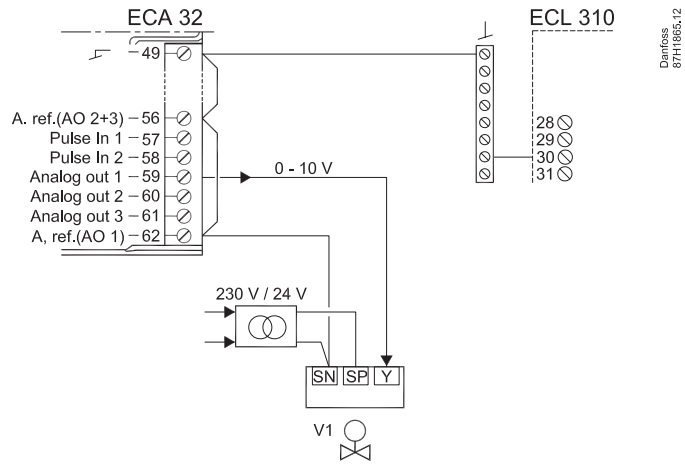 ECA 32
ECL 310
Danfoss
87H1865.12
49
A. ref.(AO 2+3) 56
Pulse In 1 57
Pulse In 2 58
Analog out 1 59
Analog out 2 60
Analog out 3 61
A, ref.(AO 1) 62
0 - 10 V
28
29
30
31
230 V / 24 V
SN SP Y
V1